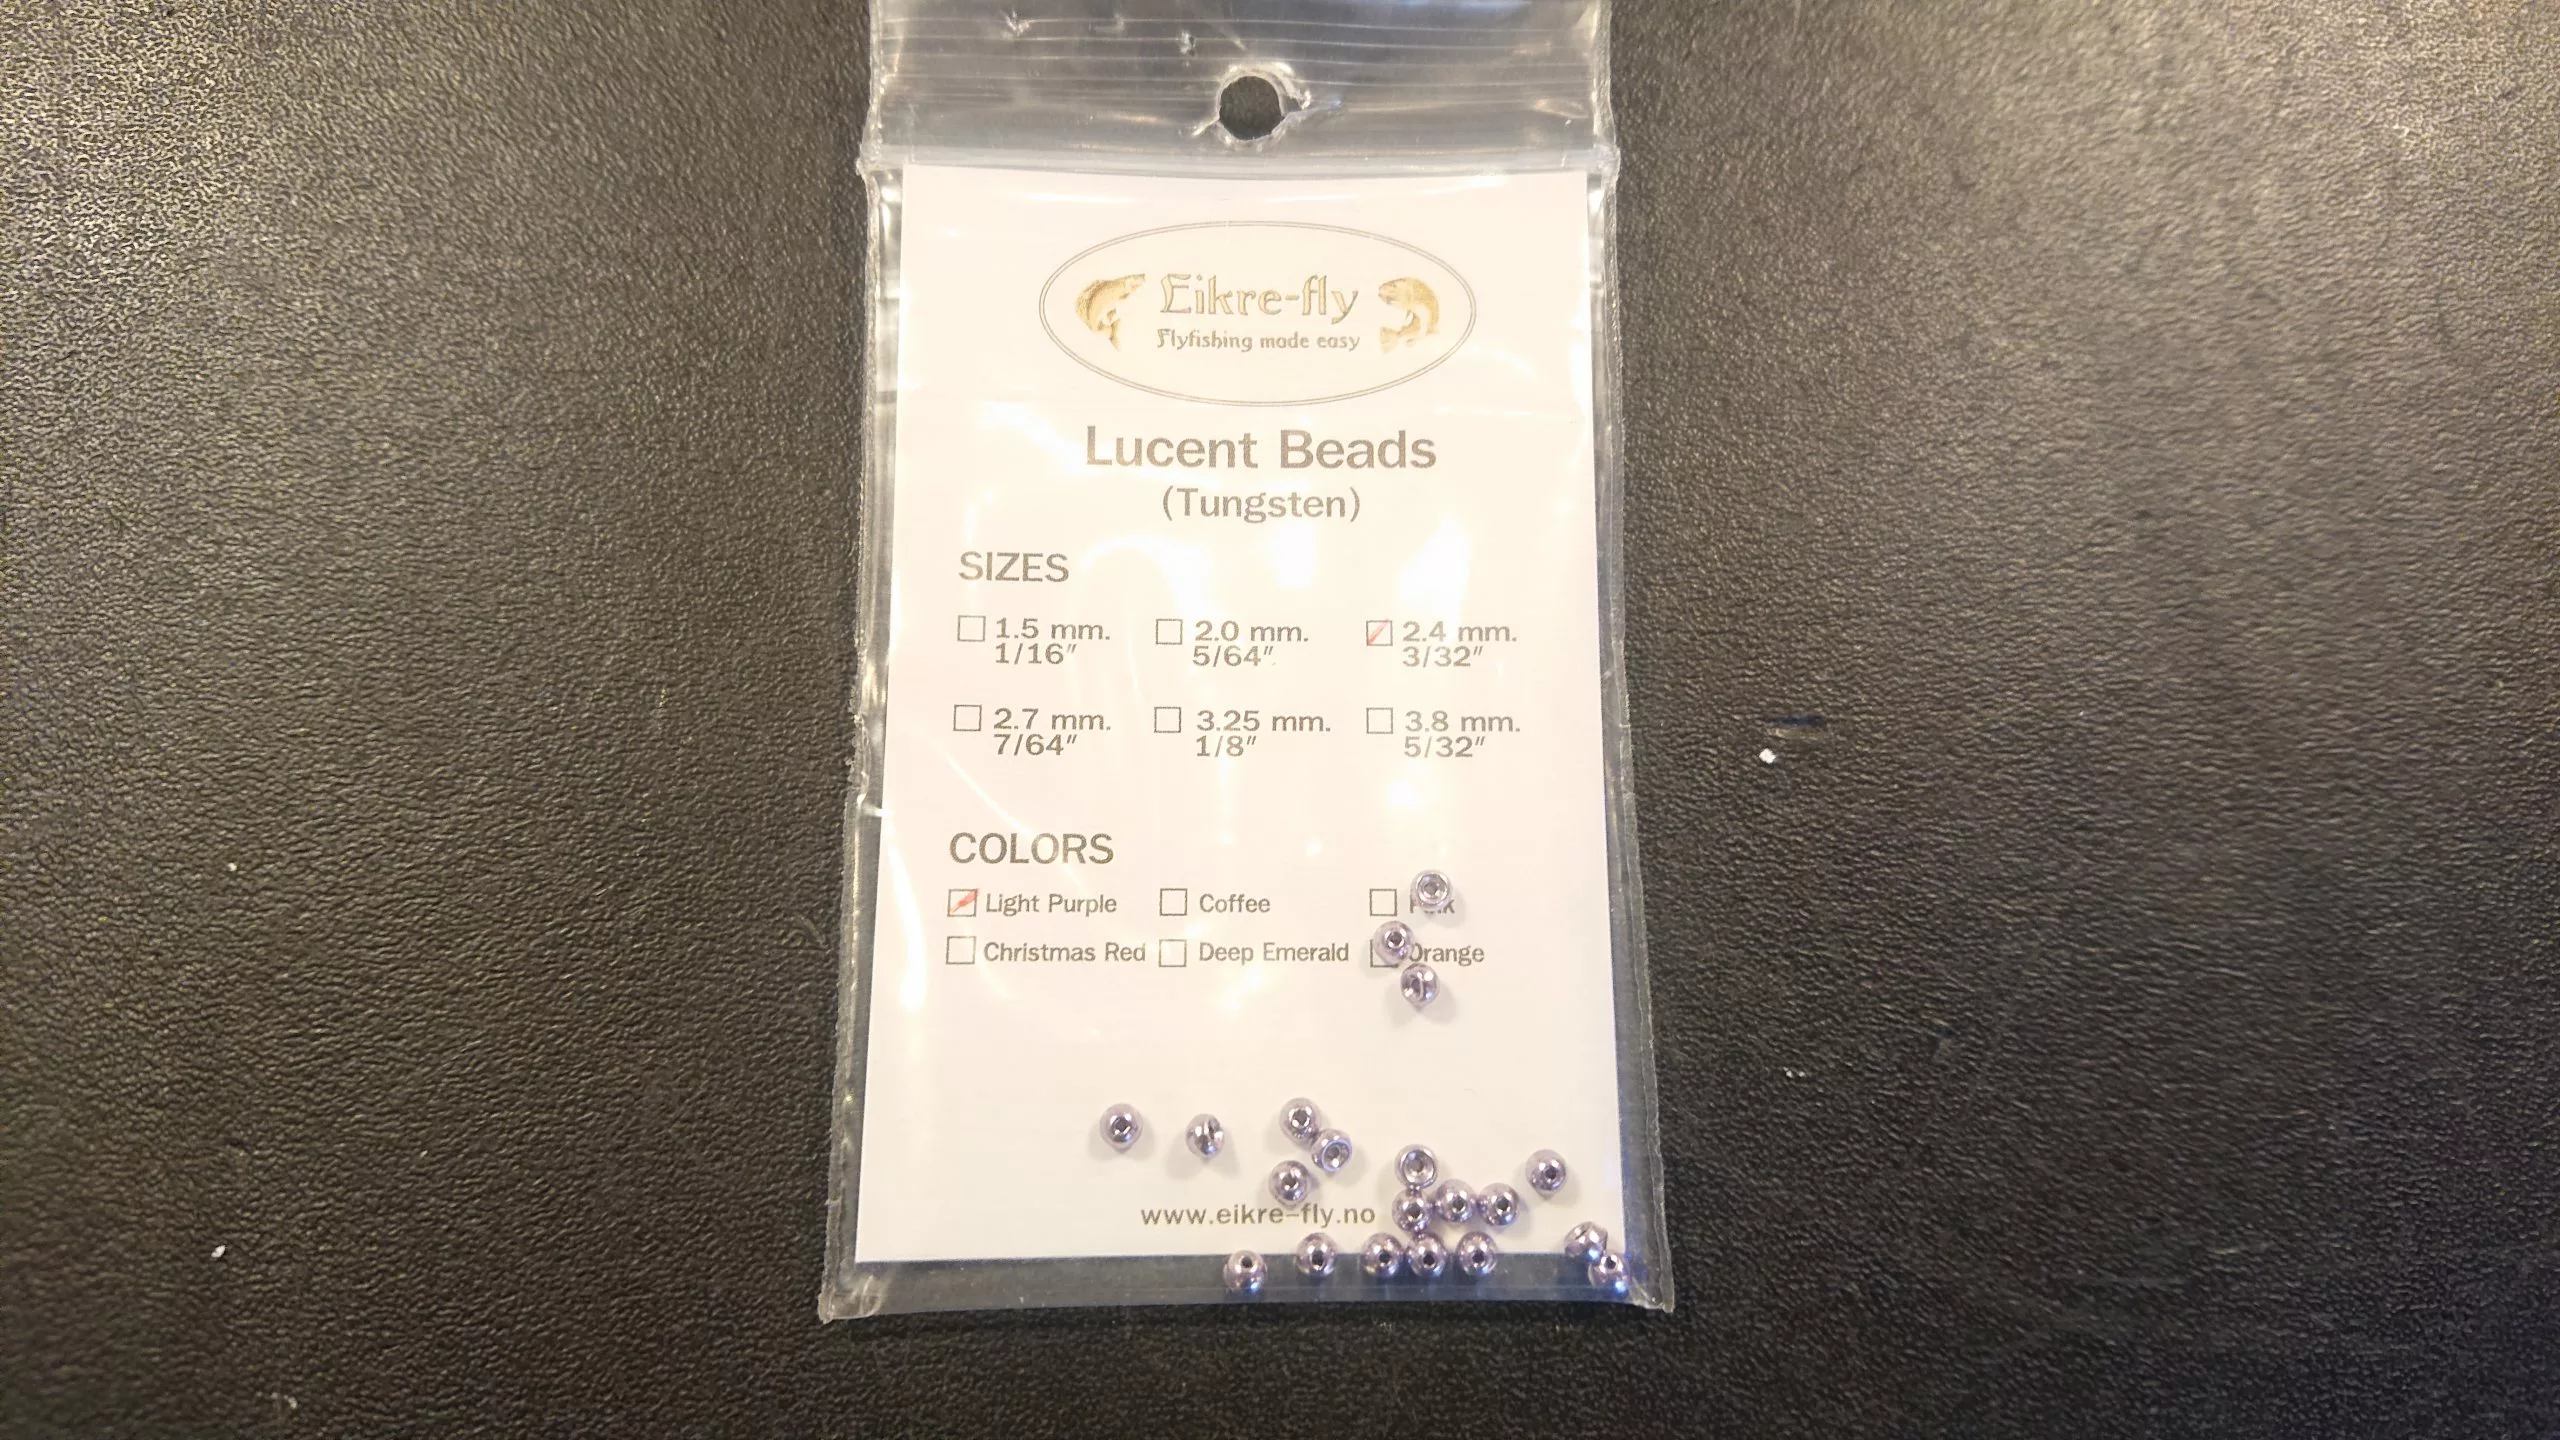 Eikre-fly
Flyfishing made easy
Lucent Beads
(Tungsten)
SIZES
1.5 mm. 2.0 mm. 2.4 mm.
1/16" 5/64" 3/32"
2.7 mm. 3.25 mm. 3.8 mm.
7/64" 1/8" 5/32"
COLORS
Light Purple Coffee
Christmas Red Deep Emerald Orange
www.eikre-fly.no